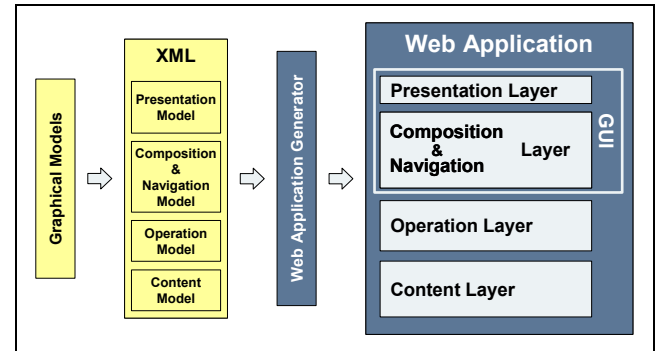 Graphical Models
XML
Presentation
Model
Composition
&
Navigation
Model
Operation
Model
Content
Model
Web Application Generator
Web Application
Presentation Layer
Composition
&
Navigation
Layer
GUI
Operation Layer
Content Layer